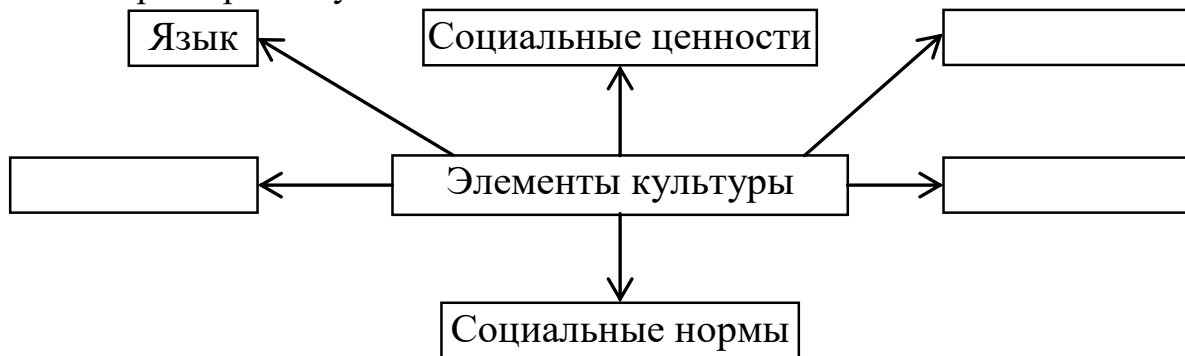 Язык
Социальные ценности
Элементы культуры
Социальные нормы